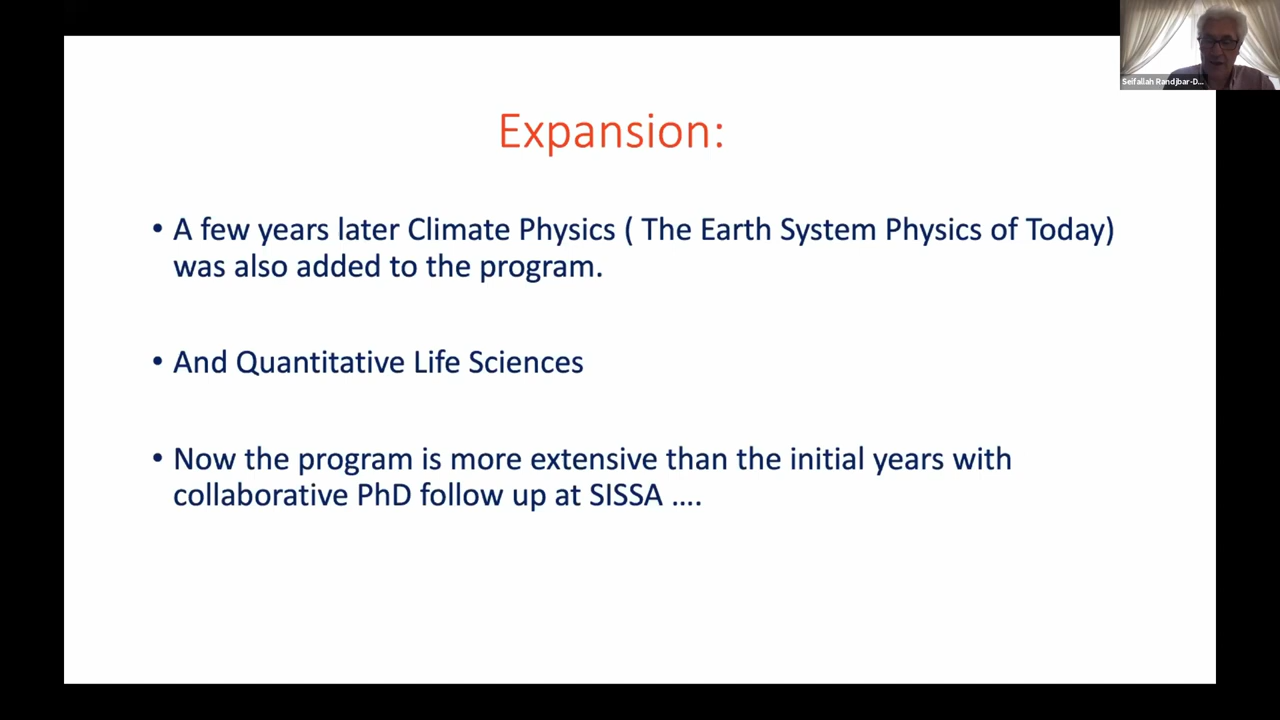 Seifallah Randjbar-D...
Expansion:
• A few years later Climate Physics ( The Earth System Physics of Today)
was also added to the program.
• And Quantitative Life Sciences
• Now the program is more extensive than the initial years with
collaborative PhD follow up at SISSA ....